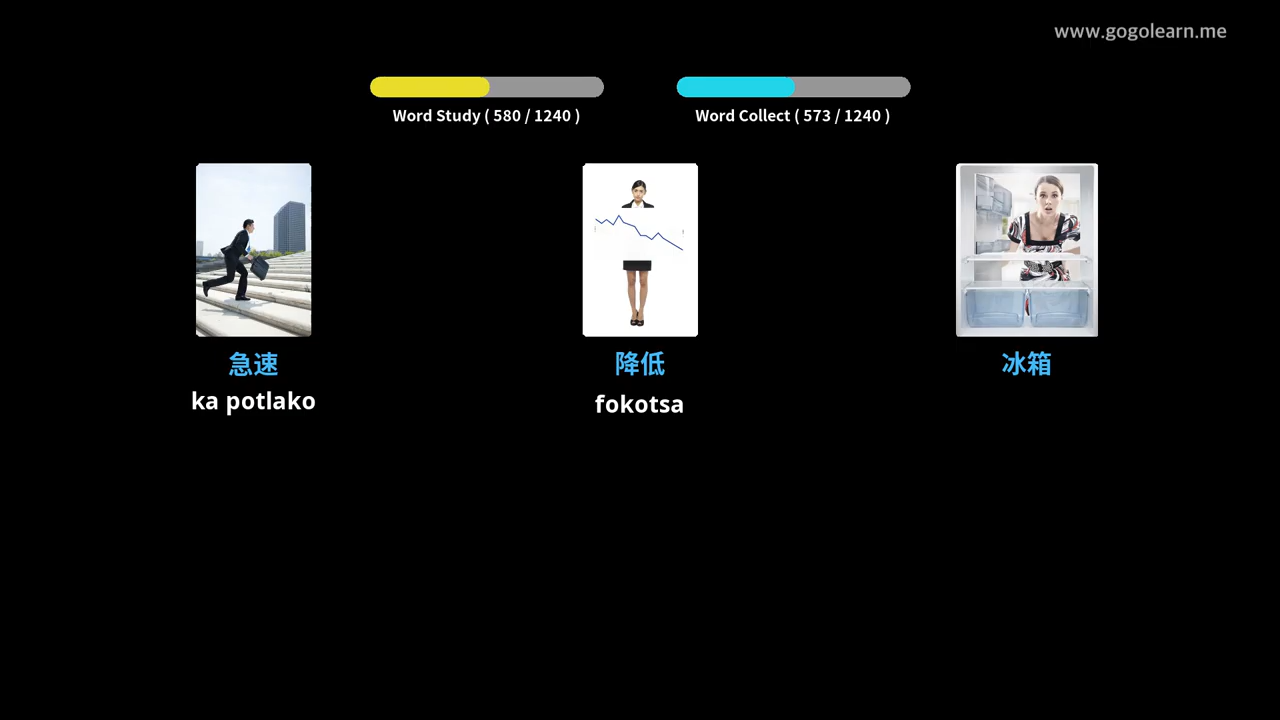 www.gogolearn.me
Word Study ( 580 / 1240 )
Word Collect ( 573 / 1240 )
急速
降低
冰箱
ka potlako
fokotsa